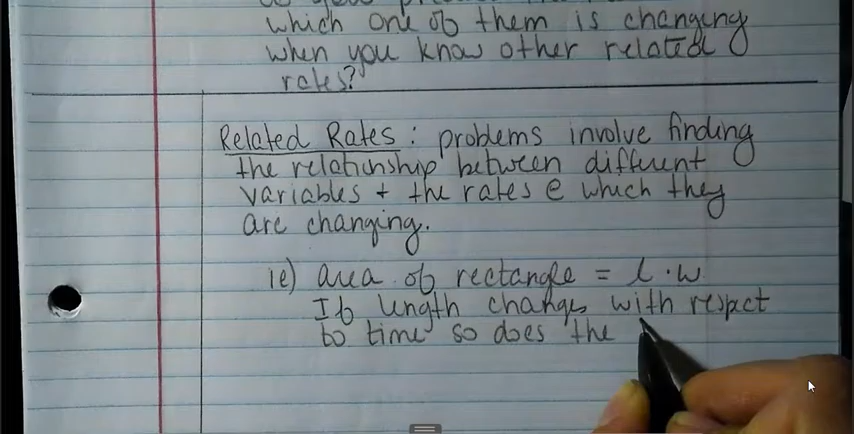 which one of them is changing
when you know other related
rates?
Related Rates: problems involve finding
the relationship between different
variables + the rates @ which they
are changing.
ie) area of rectangle = l·w
If length changes with respect
to time so does the